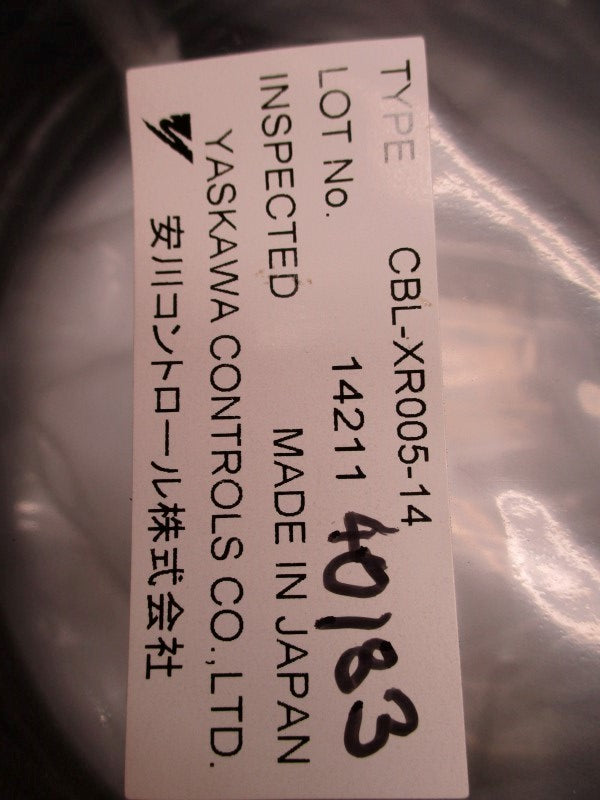 TYPE CBL-XR005-14
LOT No. 14211 40183
INSPECTED MADE IN JAPAN
YASKAWA CONTROLS CO.,LTD.
安川コントロール株式会社